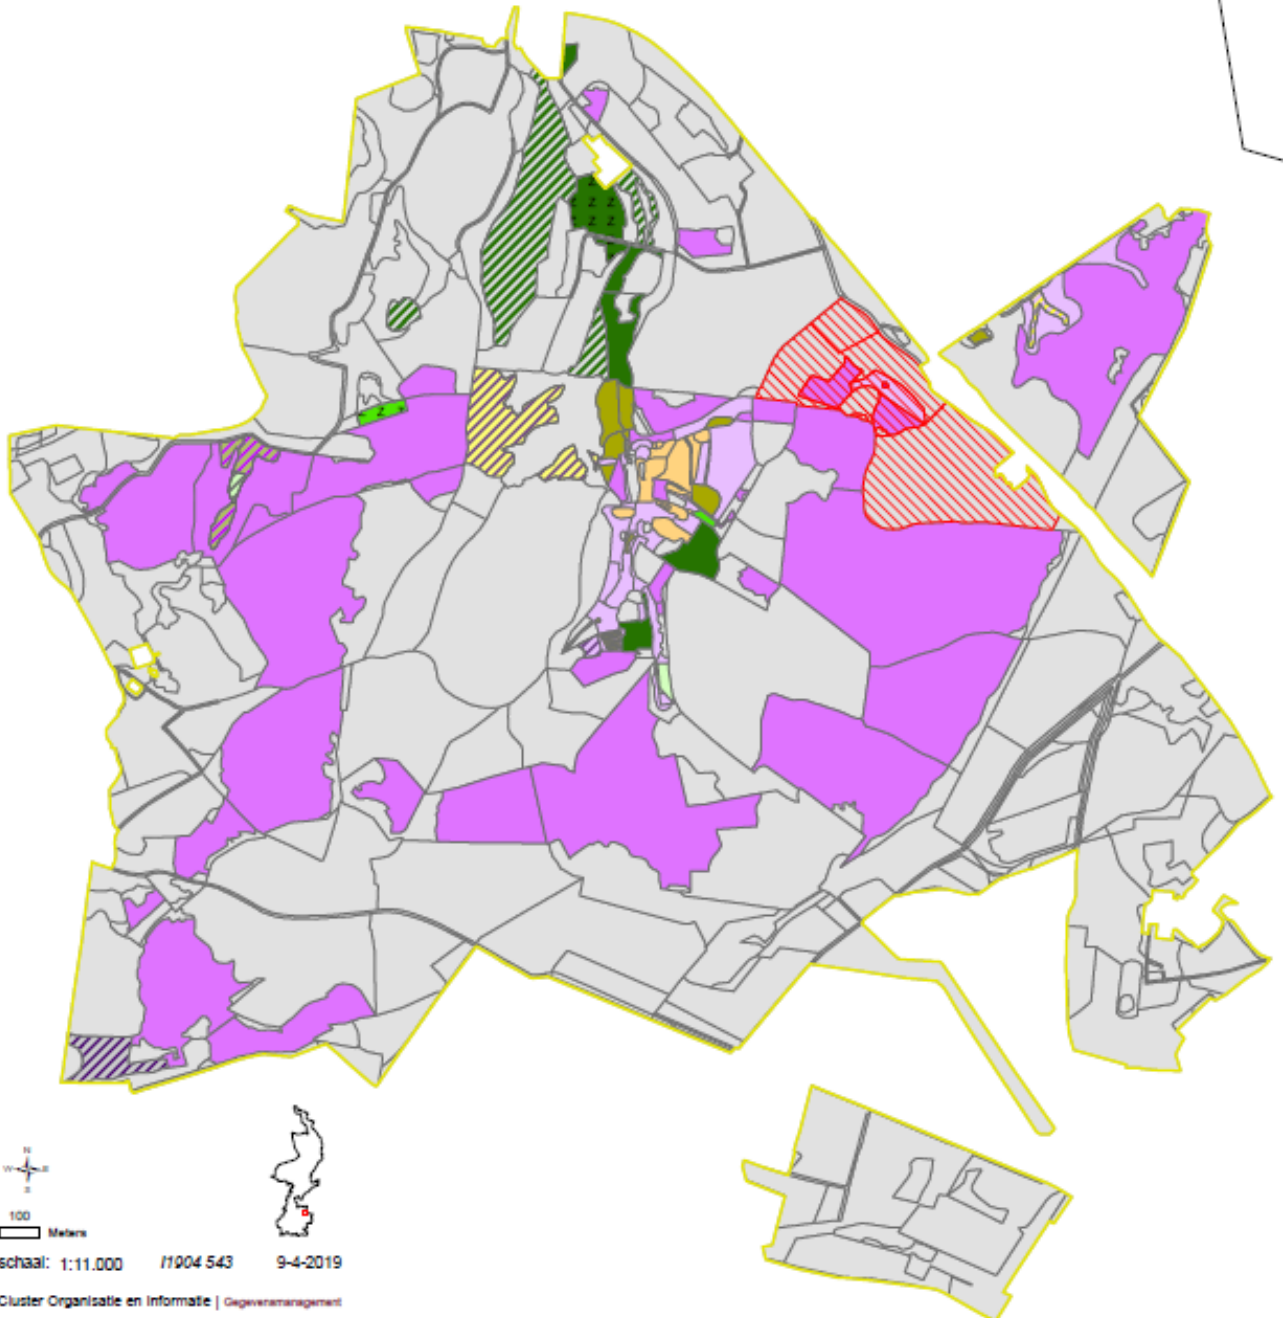 Z
Z Z
Z Z
Z
N
W E
S
100
Meters
schaal: 1:11.000 I1904 543 9-4-2019
Cluster Organisatie en Informatie | Gegevensmanagement